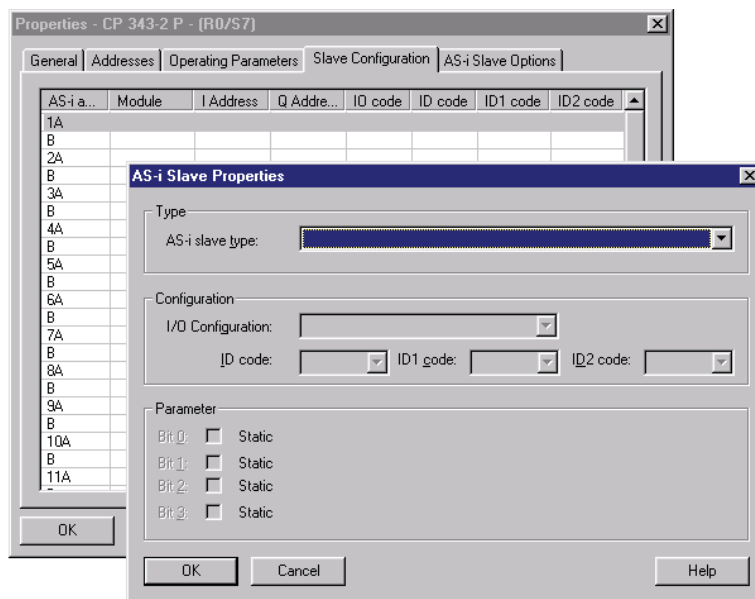 Properties - CP 343-2 P - (R0/S7)
General Addresses Operating Parameters Slave Configuration AS-i Slave Options
AS-i a... Module I Address Q Addre... IO code ID code ID1 code ID2 code
1A
B
2A
B
3A
B
4A
B
5A
B
6A
B
7A
B
8A
B
9A
B
10A
B
11A
OK
AS-i Slave Properties
Type
AS-i slave type:
Configuration
I/O Configuration:
ID code: ID1 code: ID2 code:
Parameter
Bit 0: Static
Bit 1: Static
Bit 2: Static
Bit 3: Static
OK Cancel Help